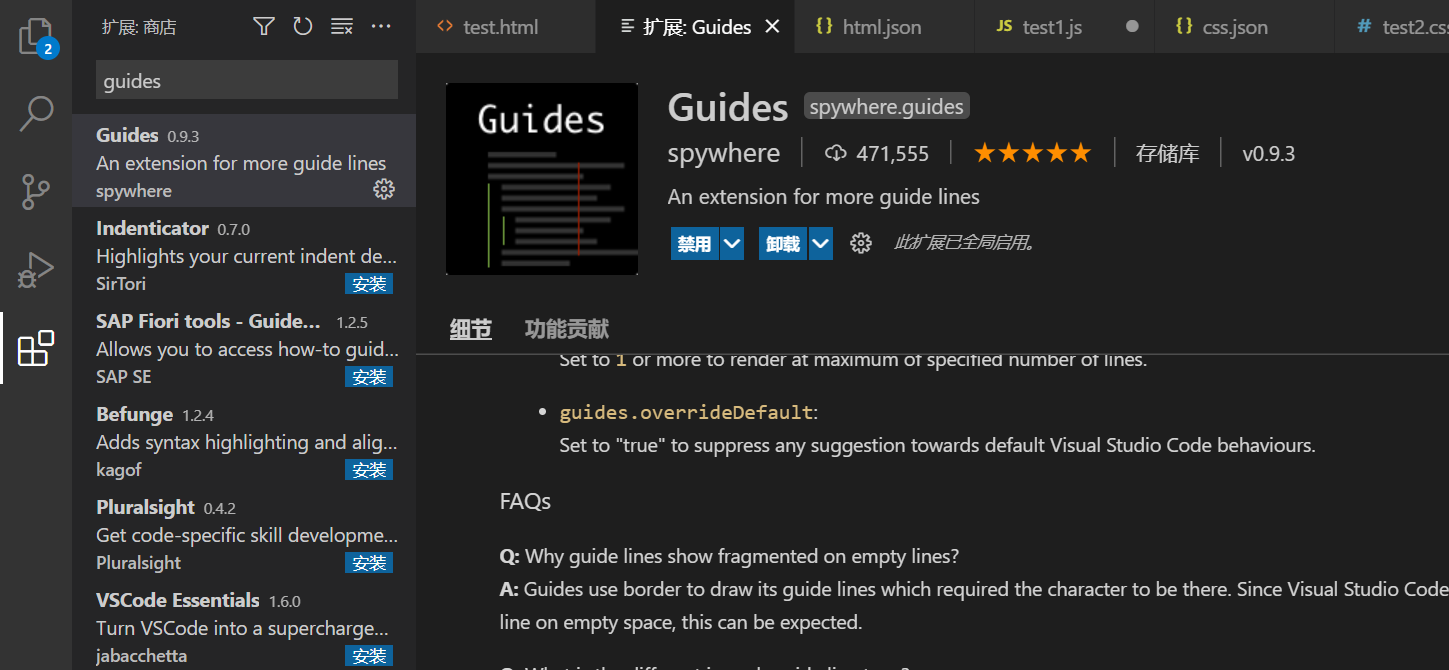 2
扩展: 商店
guides
Guides 0.9.3
An extension for more guide lines
spywhere
Indenticator 0.7.0
Highlights your current indent de...
SirTori 安装
SAP Fiori tools - Guide... 1.2.5
Allows you to access how-to guid...
SAP SE 安装
Befunge 1.2.4
Adds syntax highlighting and alig...
kagof 安装
Pluralsight 0.4.2
Get code-specific skill developme...
Pluralsight 安装
VSCode Essentials 1.6.0
Turn VSCode into a supercharge...
jabacchetta 安装
test.html 扩展: Guides {} html.json JS test1.js {} css.json # test2.css
Guides
Guides spywhere.guides
spywhere 471,555 存储库 v0.9.3
An extension for more guide lines
禁用 卸载 此扩展已全局启用。
细节 功能贡献
Set to 1 or more to render at maximum of specified number of lines.
• guides.overrideDefault:
Set to "true" to suppress any suggestion towards default Visual Studio Code behaviours.
FAQs
Q: Why guide lines show fragmented on empty lines?
A: Guides use border to draw its guide lines which required the character to be there. Since Visual Studio Code
line on empty space, this can be expected.